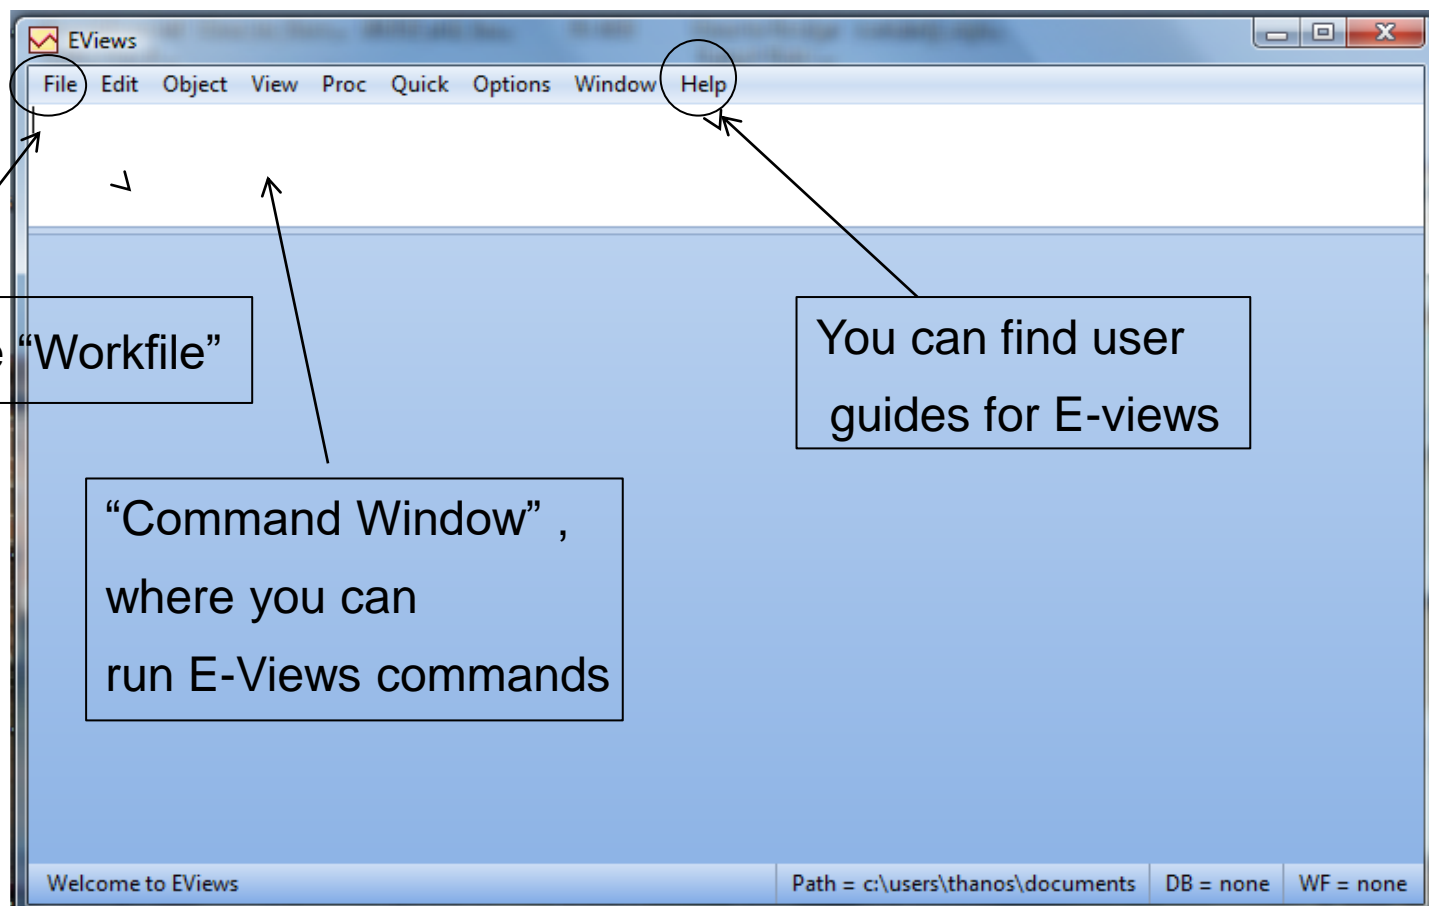 EViews
File Edit Object View Proc Quick Options Window Help
“Workfile”
You can find user
guides for E-views
“Command Window” ,
where you can
run E-Views commands
Welcome to EViews Path = c:\users\thanos\documents DB = none WF = none